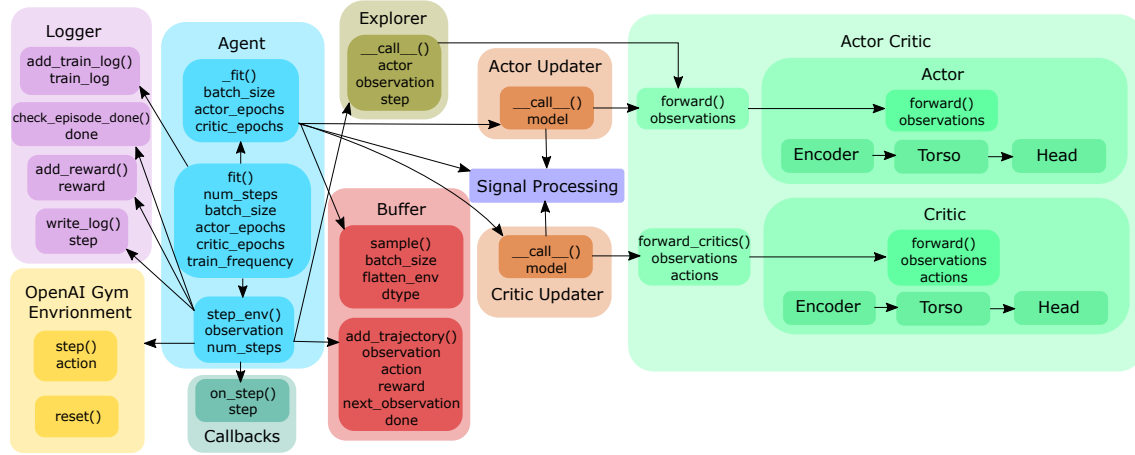 Logger
add_train_log()
train_log
check_episode_done()
done
add_reward()
reward
write_log()
step
OpenAI Gym
Envrionment
step()
action
reset()
Agent
_fit()
batch_size
actor_epochs
critic_epochs
fit()
num_steps
batch_size
actor_epochs
critic_epochs
train_frequency
step_env()
observation
num_steps
on_step()
step
Callbacks
Explorer
__call__()
actor
observation
step
Buffer
sample()
batch_size
flatten_env
dtype
add_trajectory()
observation
action
reward
next_observation
done
Actor Updater
__call__()
model
Signal Processing
__call__()
model
Critic Updater
Actor Critic
forward()
observations
forward_critics()
observations
actions
Actor
forward()
observations
Encoder
Torso
Head
Critic
forward()
observations
actions
Encoder
Torso
Head